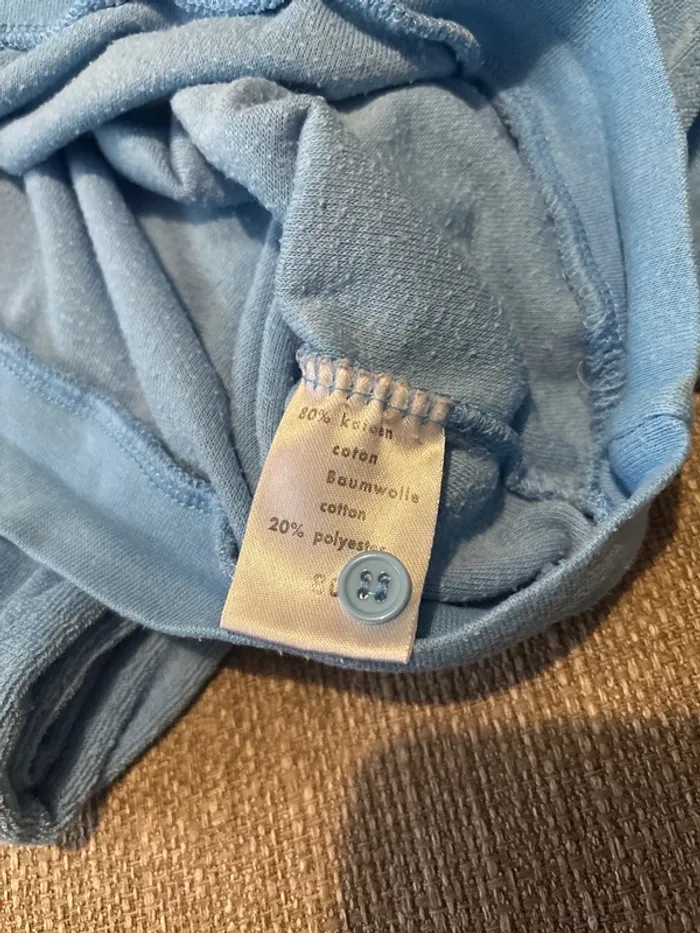 80% katoen
coton
Baumwolle
cotton
20% polyester